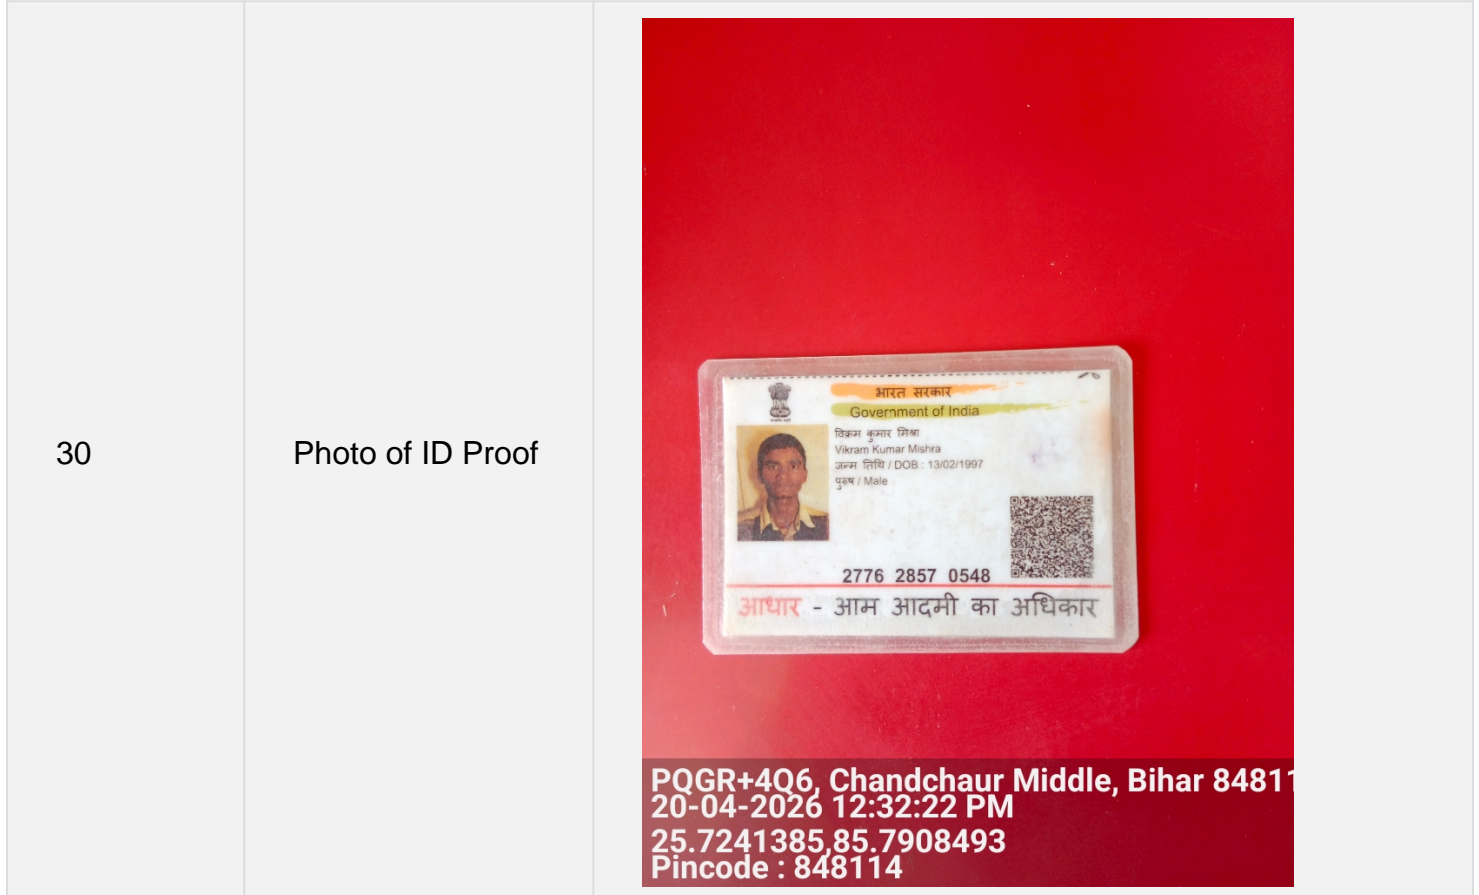 30
Photo of ID Proof
भारत सरकार
Government of India
विक्रम कुमार मिश्रा
Vikram Kumar Mishra
जन्म तिथि / DOB : 13/02/1997
पुरुष / Male
2776 2857 0548
आधार - आम आदमी का अधिकार
PQGR+4Q6, Chandchaur Middle, Bihar 84811
20-04-2026 12:32:22 PM
25.7241385,85.7908493
Pincode : 848114